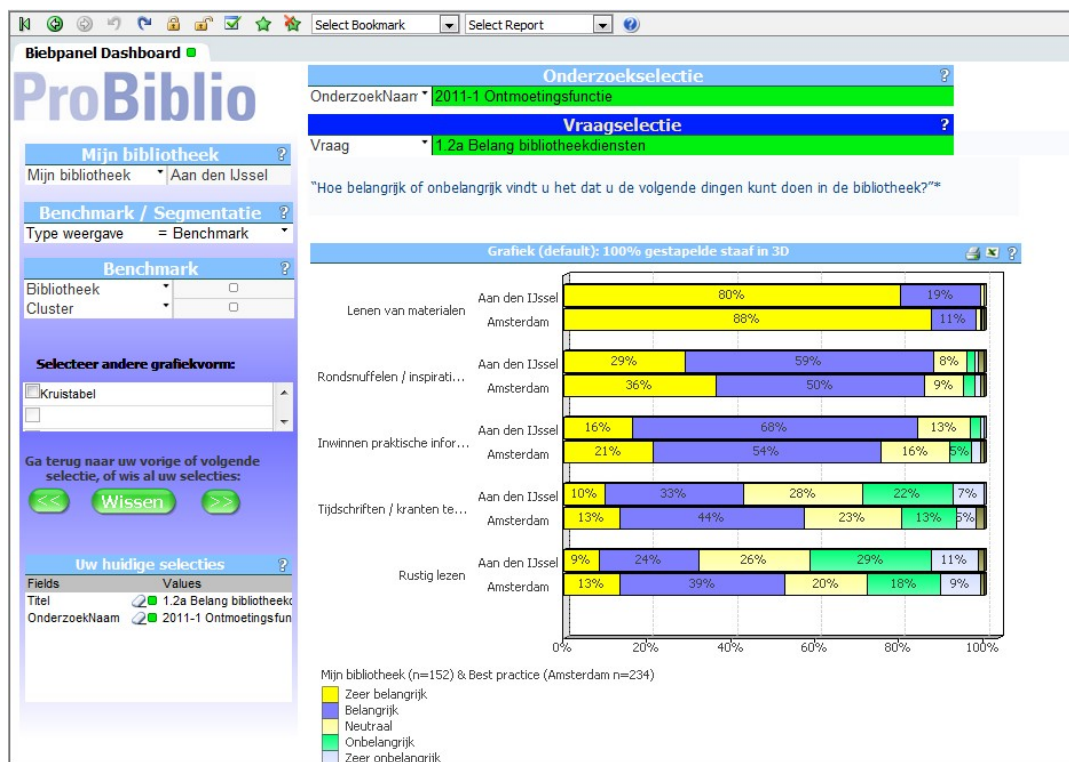 Select Bookmark
Select Report
Biebpanel Dashboard
ProBiblio
Onderzoekselectie ?
OnderzoekNaam 2011-1 Ontmoetingsfunctie
Vraagselectie ?
Vraag 1.2a Belang bibliotheekdiensten
"Hoe belangrijk of onbelangrijk vindt u het dat u de volgende dingen kunt doen in de bibliotheek?"*
Mijn bibliotheek ?
Mijn bibliotheek Aan den IJssel
Benchmark / Segmentatie ?
Type weergave = Benchmark
Benchmark ?
Bibliotheek
Cluster
Selecteer andere grafiekvorm:
Kruistabel
Ga terug naar uw vorige of volgende
selectie, of wis al uw selecties:
<< Wissen >>
Uw huidige selecties ?
Fields Values
Titel 1.2a Belang bibliotheekd
OnderzoekNaam 2011-1 Ontmoetingsfun
Grafiek (default): 100% gestapelde staaf in 3D ?
Lenen van materialen
Aan den IJssel 80% 19%
Amsterdam 88% 11%
Rondsnuffelen / inspirati...
Aan den IJssel 29% 59% 8%
Amsterdam 36% 50% 9%
Inwinnen praktische infor...
Aan den IJssel 16% 68% 13%
Amsterdam 21% 54% 16% 5%
Tijdschriften / kranten te...
Aan den IJssel 10% 33% 28% 22% 7%
Amsterdam 13% 44% 23% 13% 5%
Rustig lezen
Aan den IJssel 9% 24% 26% 29% 11%
Amsterdam 13% 39% 20% 18% 9%
0% 20% 40% 60% 80% 100%
Mijn bibliotheek (n=152) & Best practice (Amsterdam n=234)
Zeer belangrijk
Belangrijk
Neutraal
Onbelangrijk
Zeer onbelangrijk